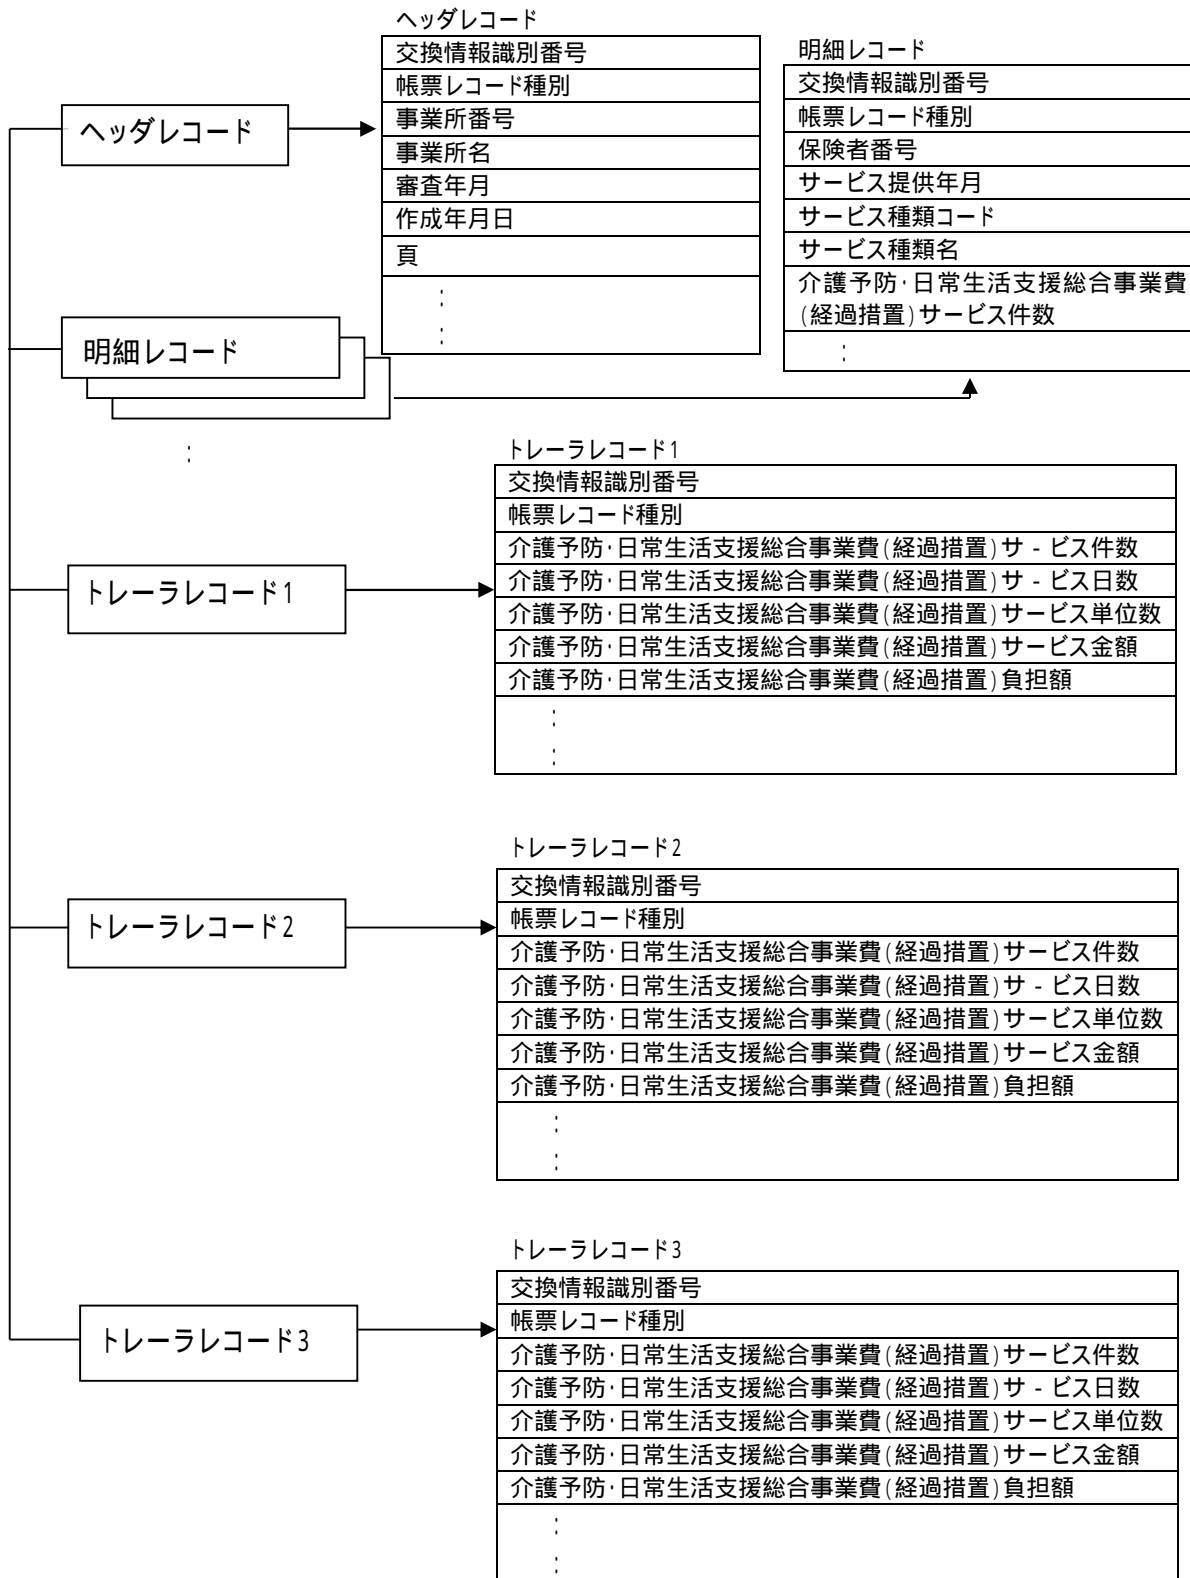 ヘッダレコード
交換情報識別番号
帳票レコード種別
事業所番号
事業所名
審査年月
作成年月日
頁
:
:
明細レコード
交換情報識別番号
帳票レコード種別
保険者番号
サービス提供年月
サービス種類コード
サービス種類名
介護予防・日常生活支援総合事業費
(経過措置)サービス件数
:
ヘッダレコード
明細レコード
:
トレーラレコード1
トレーラレコード1
交換情報識別番号
帳票レコード種別
介護予防・日常生活支援総合事業費(経過措置)サ-ビス件数
介護予防・日常生活支援総合事業費(経過措置)サ-ビス日数
介護予防・日常生活支援総合事業費(経過措置)サービス単位数
介護予防・日常生活支援総合事業費(経過措置)サービス金額
介護予防・日常生活支援総合事業費(経過措置)負担額
:
:
トレーラレコード2
トレーラレコード2
交換情報識別番号
帳票レコード種別
介護予防・日常生活支援総合事業費(経過措置)サービス件数
介護予防・日常生活支援総合事業費(経過措置)サ-ビス日数
介護予防・日常生活支援総合事業費(経過措置)サービス単位数
介護予防・日常生活支援総合事業費(経過措置)サービス金額
介護予防・日常生活支援総合事業費(経過措置)負担額
:
:
トレーラレコード3
トレーラレコード3
交換情報識別番号
帳票レコード種別
介護予防・日常生活支援総合事業費(経過措置)サービス件数
介護予防・日常生活支援総合事業費(経過措置)サ-ビス日数
介護予防・日常生活支援総合事業費(経過措置)サービス単位数
介護予防・日常生活支援総合事業費(経過措置)サービス金額
介護予防・日常生活支援総合事業費(経過措置)負担額
:
: